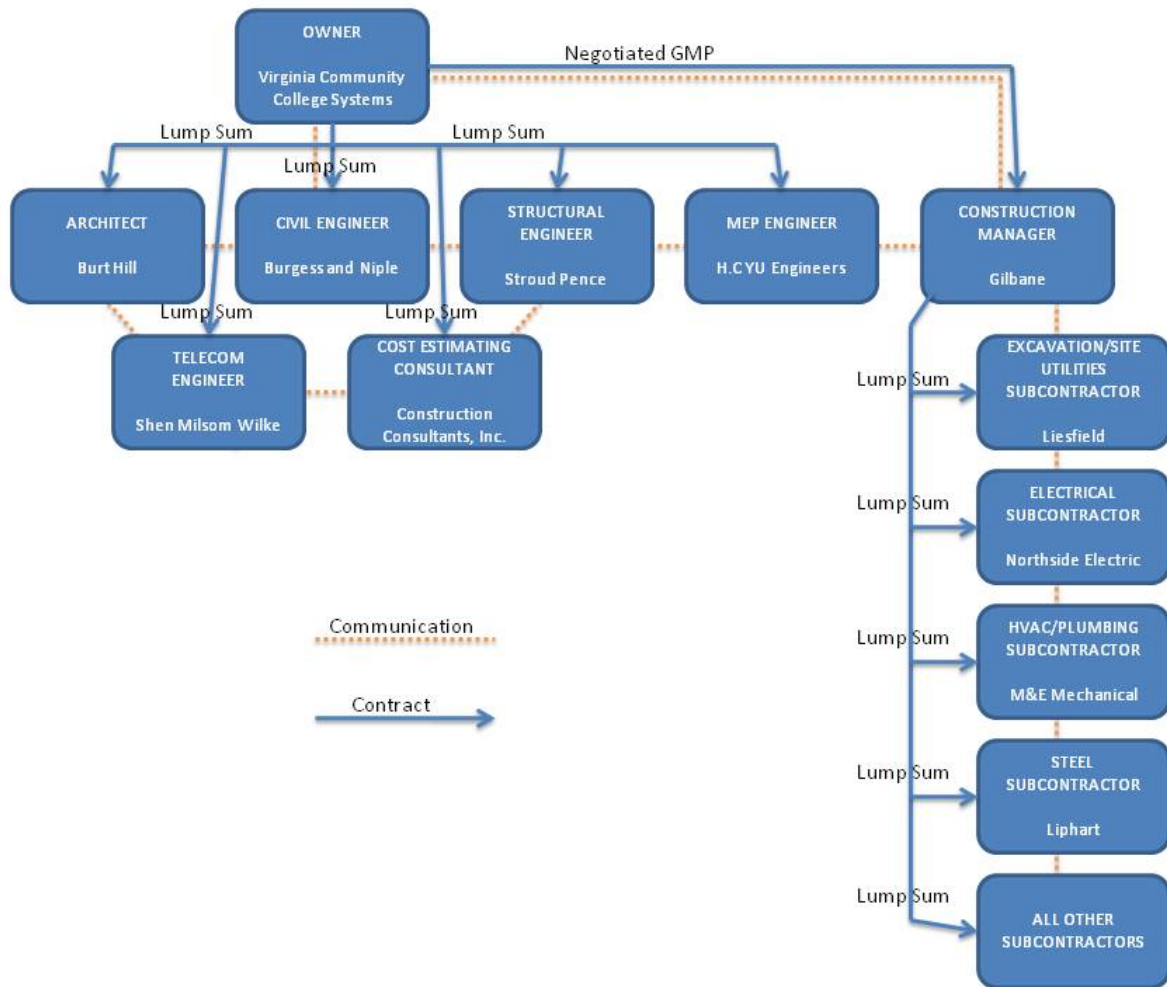 OWNER
Virginia Community
College Systems
Negotiated GMP
Lump Sum
Lump Sum
Lump Sum
ARCHITECT
Burt Hill
CIVIL ENGINEER
Burgess and Niple
STRUCTURAL
ENGINEER
Stroud Pence
MEP ENGINEER
H.C YU Engineers
CONSTRUCTION
MANAGER
Gilbane
Lump Sum
Lump Sum
TELECOM
ENGINEER
Shen Milsom Wilke
COST ESTIMATING
CONSULTANT
Construction
Consultants, Inc.
Lump Sum
EXCAVATION/SITE
UTILITIES
SUBCONTRACTOR
Liesfield
Lump Sum
ELECTRICAL
SUBCONTRACTOR
Northside Electric
Communication
Contract
Lump Sum
HVAC/PLUMBING
SUBCONTRACTOR
M&E Mechanical
Lump Sum
STEEL
SUBCONTRACTOR
Liphart
Lump Sum
ALL OTHER
SUBCONTRACTORS